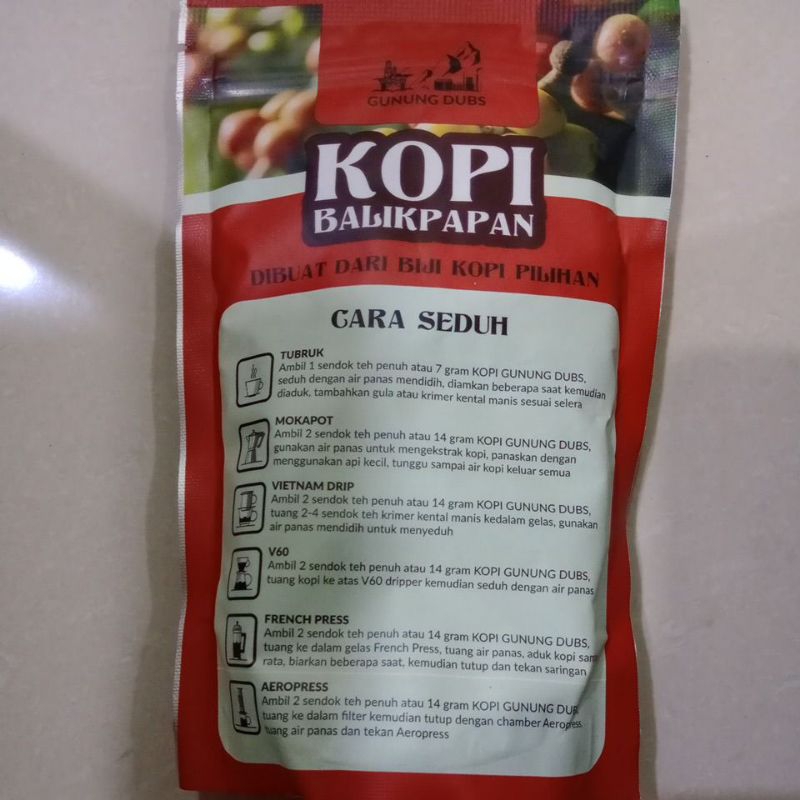 GUNUNG DUBS
KOPI
BALIKPAPAN
DIBUAT DARI BIJI KOPI PILIHAN
CARA SEDUH
TUBRUK
Ambil 1 sendok teh penuh atau 7 gram KOPI GUNUNG DUBS,
seduh dengan air panas mendidih, diamkan beberapa saat kemudian
diaduk, tambahkan gula atau krimer kental manis sesuai selera
MOKAPOT
Ambil 2 sendok teh penuh atau 14 gram KOPI GUNUNG DUBS,
gunakan air panas untuk mengekstrak kopi, panaskan dengan
menggunakan api kecil, tunggu sampai air kopi keluar semua
VIETNAM DRIP
Ambil 2 sendok teh penuh atau 14 gram KOPI GUNUNG DUBS,
tuang 2-4 sendok teh krimer kental manis kedalam gelas, gunakan
air panas mendidih untuk menyeduh
V60
Ambil 2 sendok teh penuh atau 14 gram KOPI GUNUNG DUBS,
tuang kopi ke atas V60 dripper kemudian seduh dengan air panas
FRENCH PRESS
Ambil 2 sendok teh penuh atau 14 gram KOPI GUNUNG DUBS,
tuang ke dalam gelas French Press, tuang air panas, aduk kopi
rata, biarkan beberapa saat, kemudian tutup dan tekan saringan
AEROPRESS
Ambil 2 sendok teh penuh atau 14 gram KOPI GUNUNG
tuang ke dalam filter kemudian tutup dengan chamber Aeropress,
tuang air panas dan tekan Aeropress